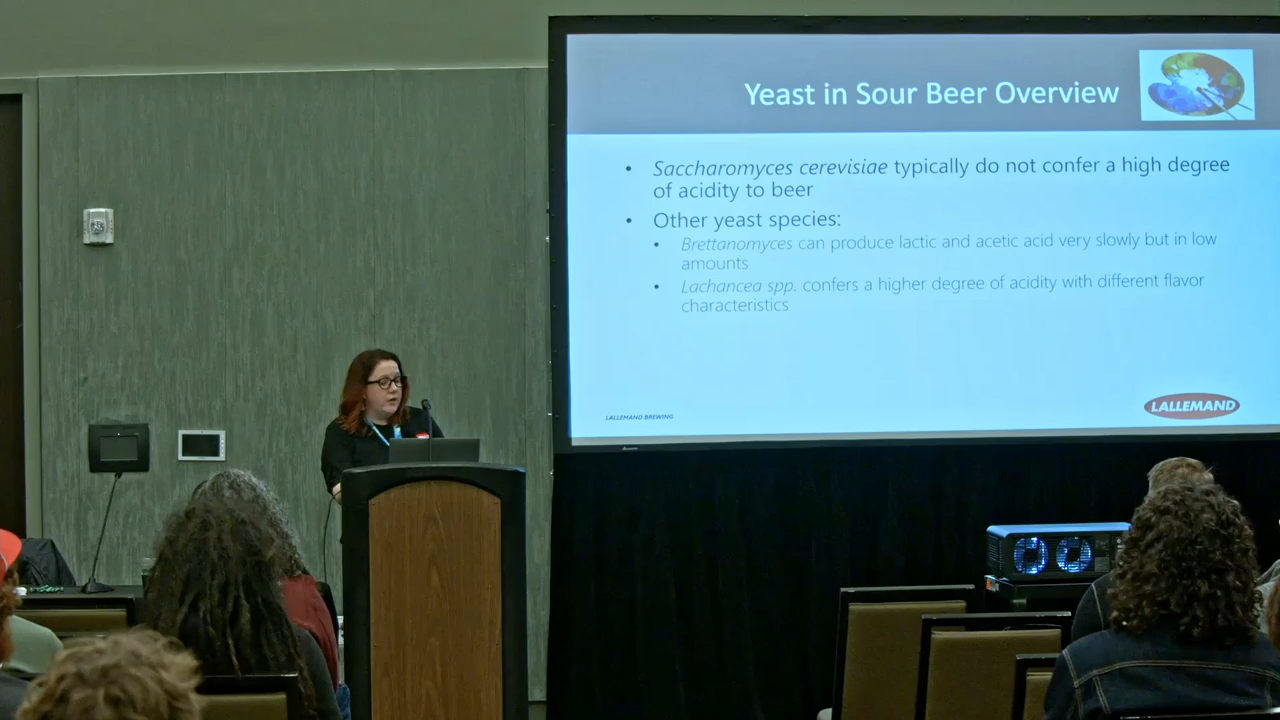 Yeast in Sour Beer Overview
• Saccharomyces cerevisiae typically do not confer a high degree
of acidity to beer
• Other yeast species:
• Brettanomyces can produce lactic and acetic acid very slowly but in low
amounts
• Lachancea spp. confers a higher degree of acidity with different flavor
characteristics
LALLEMAND BREWING
LALLEMAND